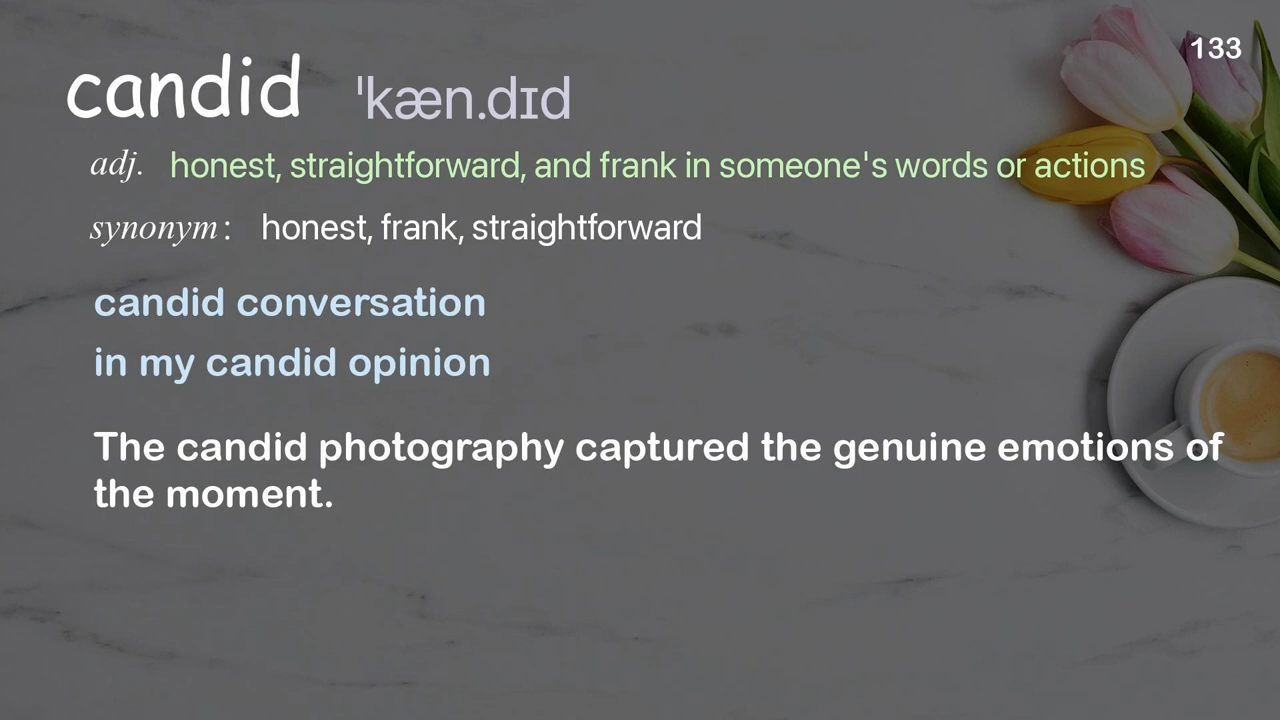 133
candid ˈkæn.dɪd
adj. honest, straightforward, and frank in someone's words or actions
synonym: honest, frank, straightforward
candid conversation
in my candid opinion
The candid photography captured the genuine emotions of
the moment.